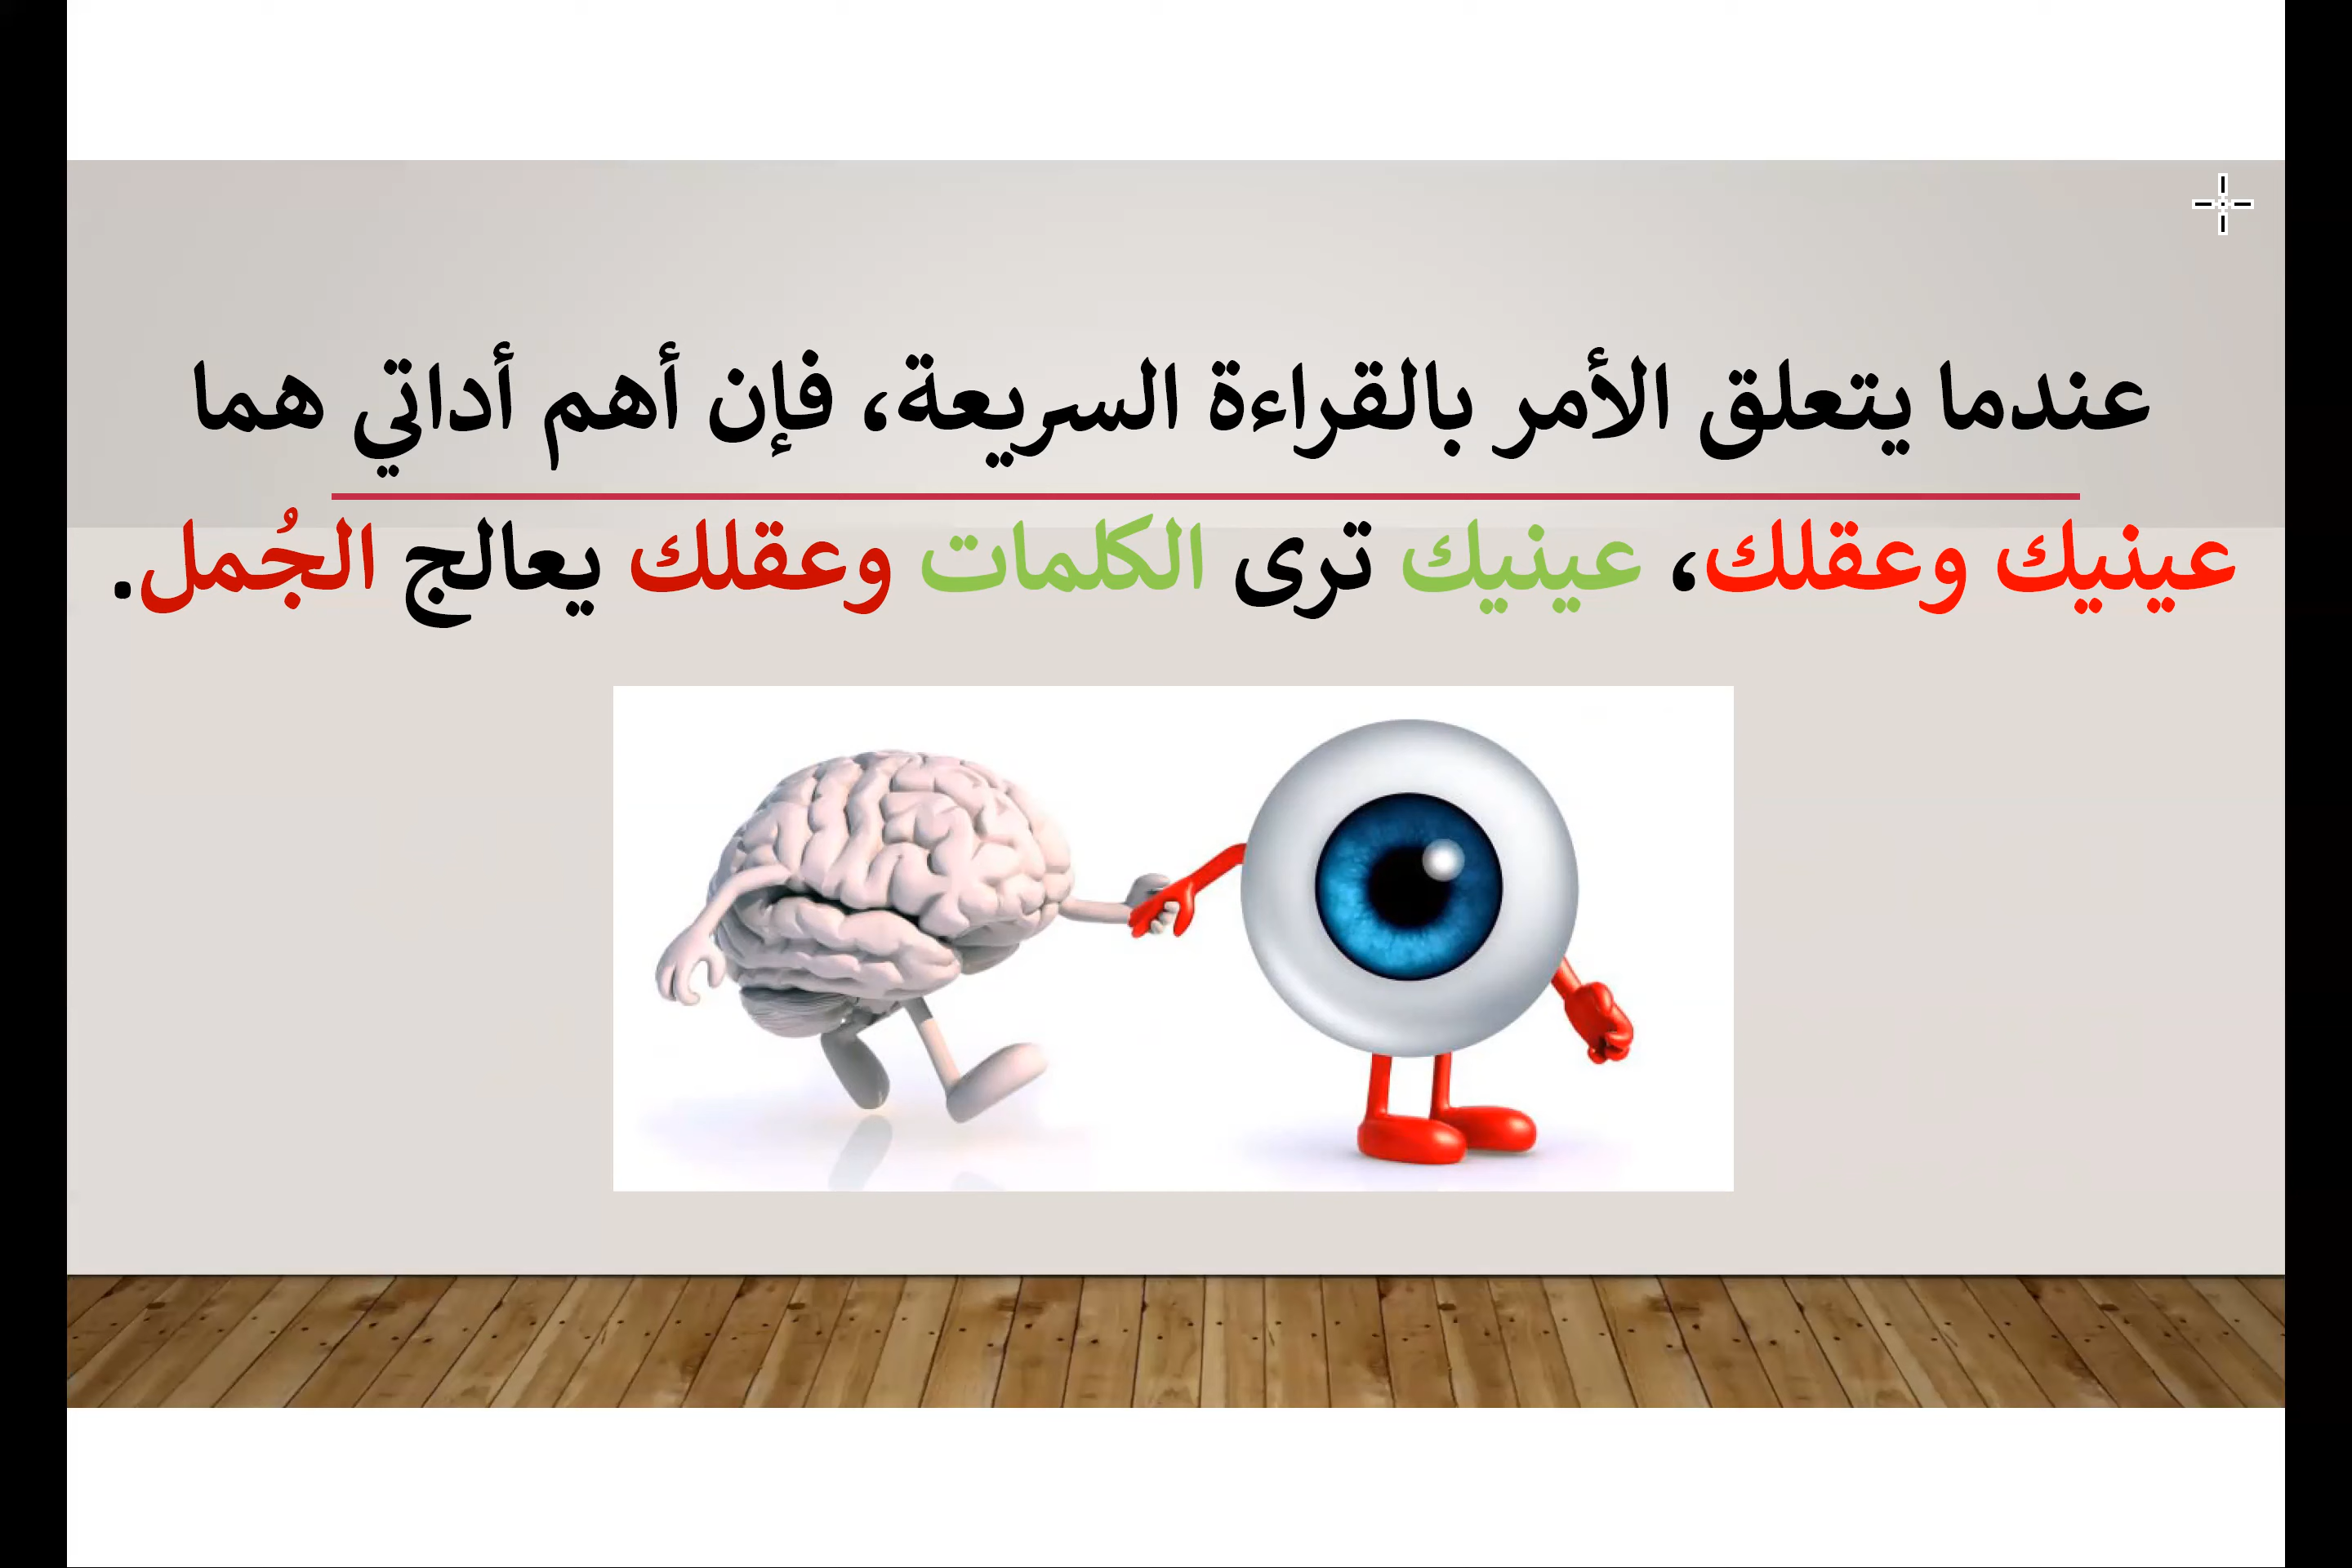 عندما يتعلق الأمر بالقراءة السريعة، فإن أهم أداتي هما
عينيك وعقلك، عينيك ترى الكلمات وعقلك يعالج الجُمل.